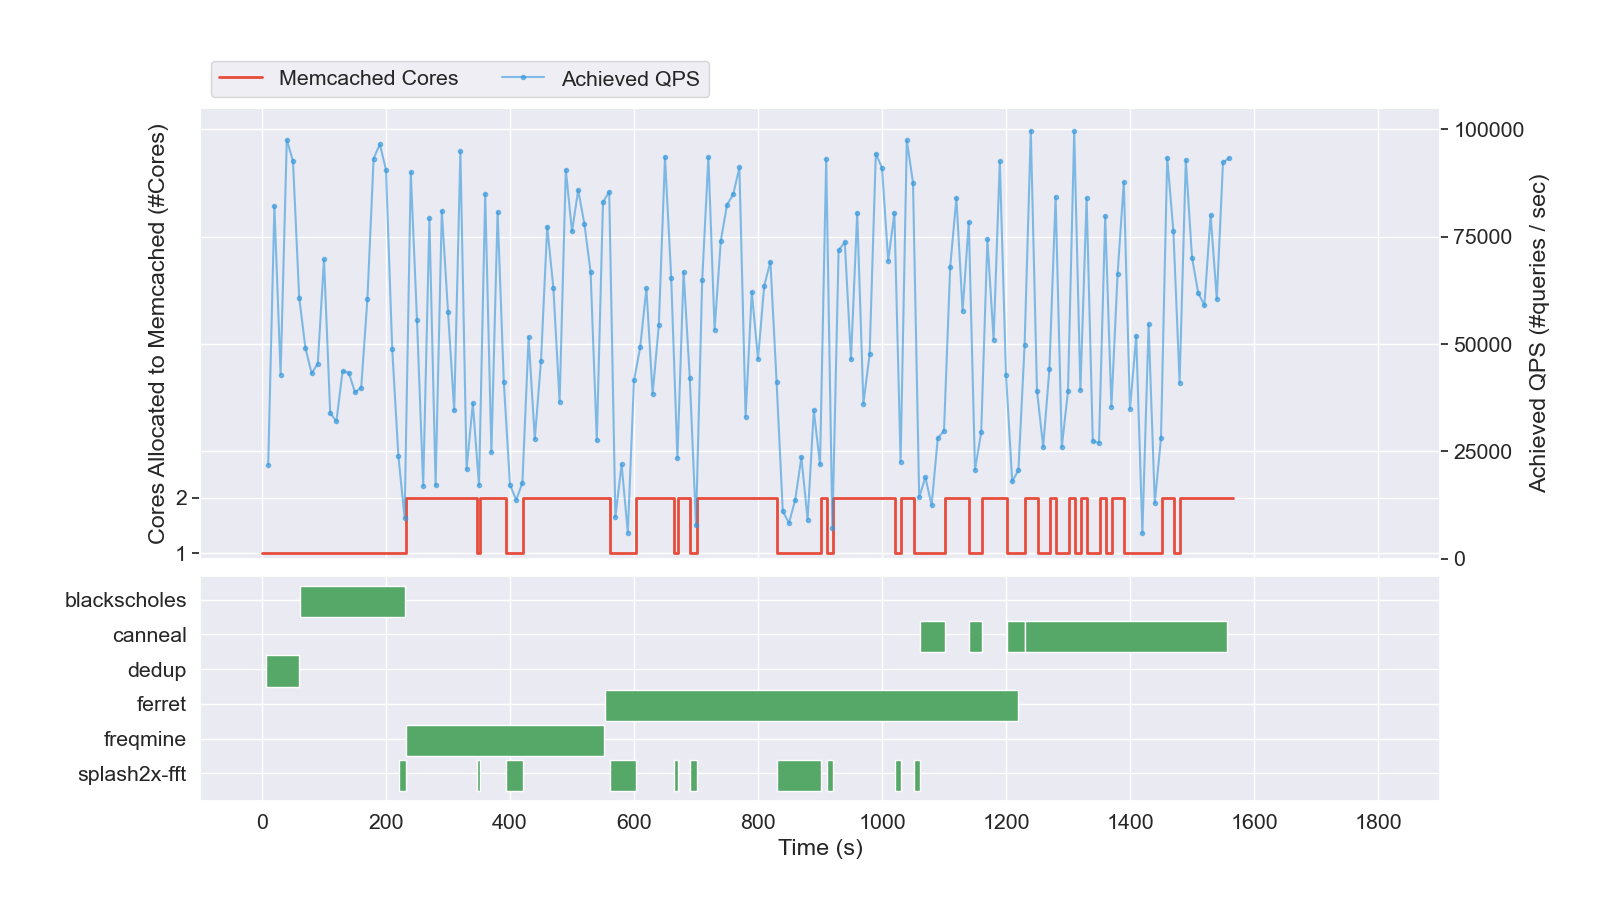 Memcached Cores
Achieved QPS
Cores Allocated to Memcached (#Cores)
2
1
100000
75000
50000
25000
0
Achieved QPS (#queries / sec)
blackscholes
canneal
dedup
ferret
freqmine
splash2x-fft
0 200 400 600 800 1000 1200 1400 1600 1800
Time (s)